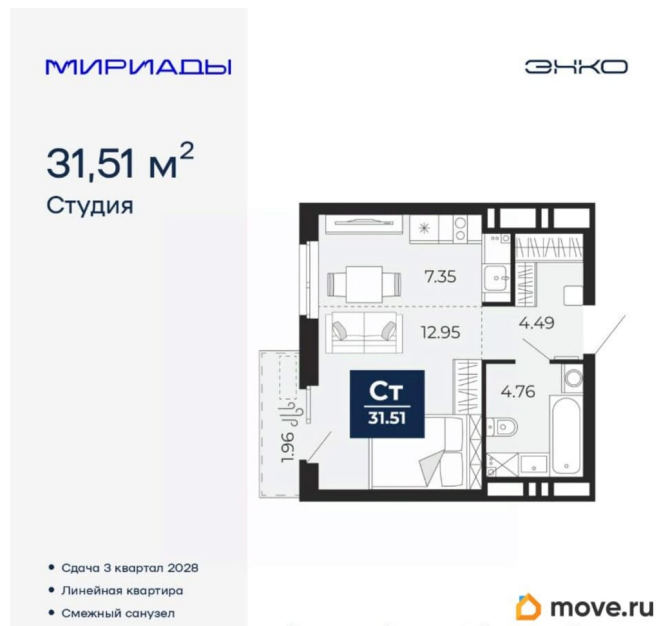 МИРИАДЫ
ЭНКО
31,51 м²
Студия
7.35
12.95
4.49
Ст
31.51
4.76
1.96
• Сдача 3 квартал 2028
• Линейная квартира
• Смежный санузел
move.ru